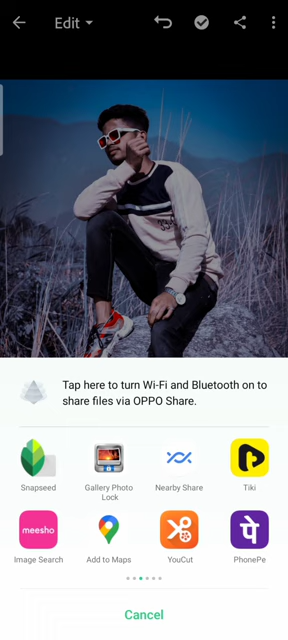 Edit
Tap here to turn Wi-Fi and Bluetooth on to
share files via OPPO Share.
Snapseed
Gallery Photo
Lock
Nearby Share
Tiki
meesho
Image Search
Add to Maps
YouCut
पे
PhonePe
Cancel